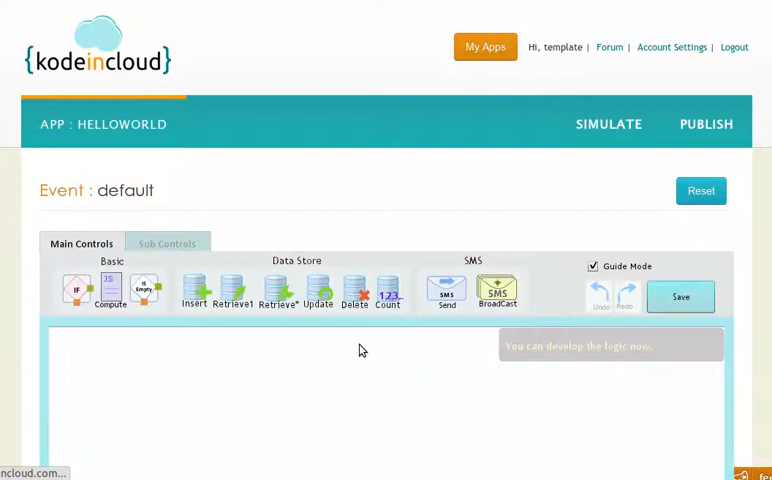 {kodeincloud}
My Apps
Hi, template | Forum | Account Settings | Logout
APP : HELLOWORLD
SIMULATE
PUBLISH
Event : default
Reset
Main Controls
Sub Controls
Basic
Data Store
SMS
Guide Mode
IF
JS
Compute
IS
Empty
Insert
Retrieve1
Retrieve*
Update
Delete
123..
Count
SMS
Send
SMS
BroadCast
Undo
Redo
Save
You can develop the logic now.
incloud.com...
fee